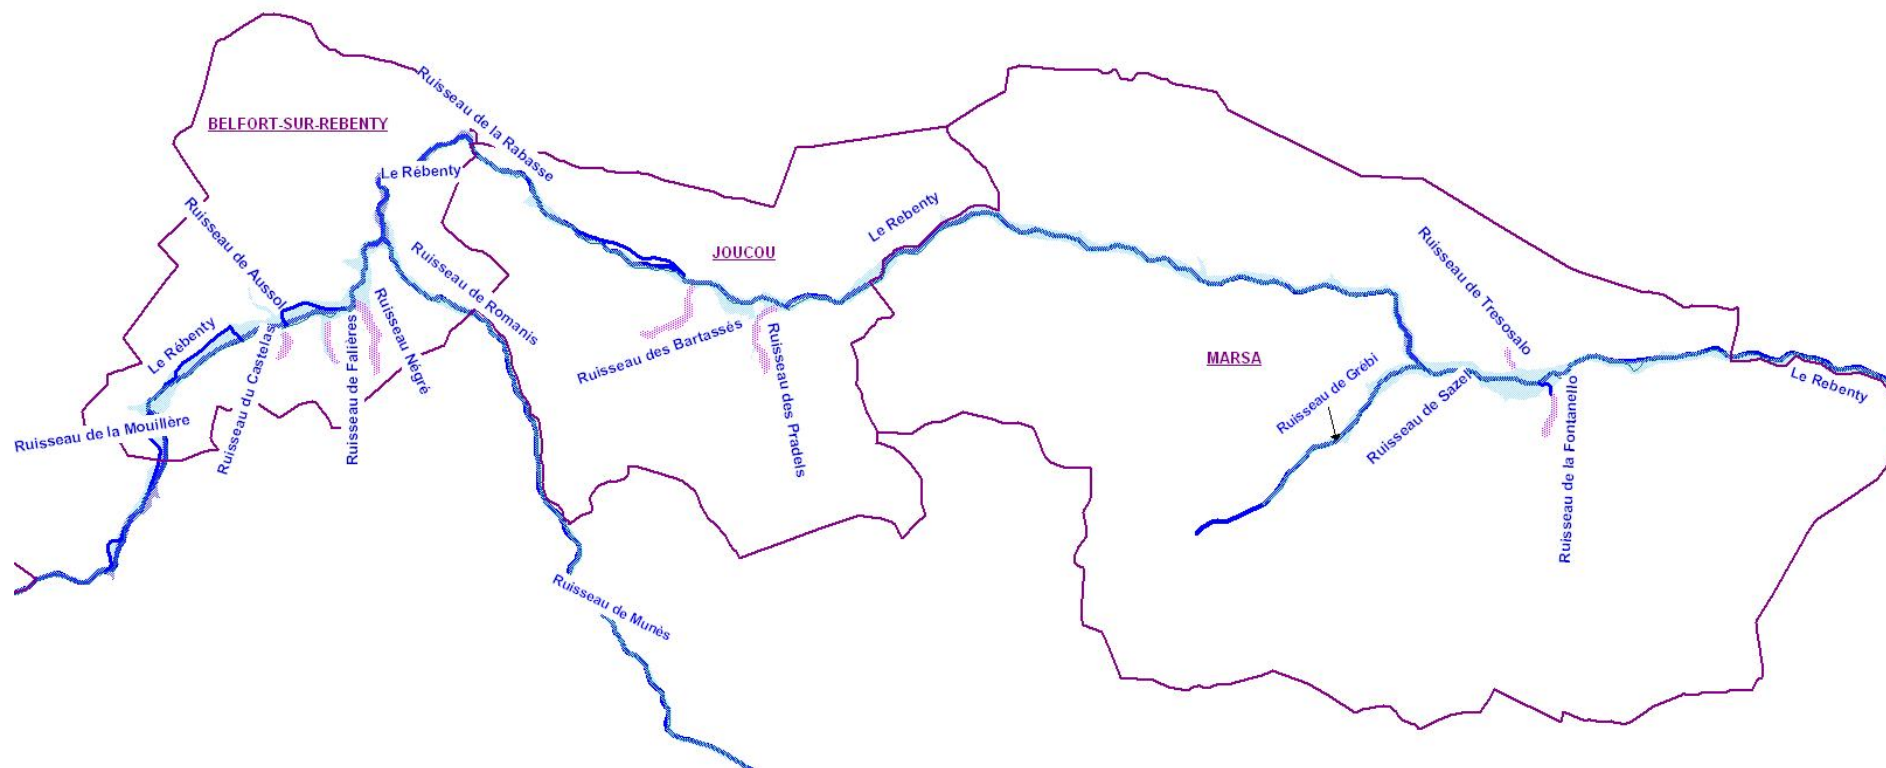 Ruisseau de la Rabasse
BELFORT-SUR-REBENTY
Le Rébenty
Ruisseau de Aussol
Le Rebenty
JOUCOU
Ruisseau de Romanis
Ruisseau de Tresosalo
Le Rébenty
Ruisseau Négré
Ruisseau de Falières
Ruisseau du Castelas
Ruisseau des Bartassés
Ruisseau des Pradels
MARSA
Ruisseau de Grébi
Ruisseau de Sazel
Ruisseau de la Fontanello
Le Rebenty
Ruisseau de la Mouillère
Ruisseau de Munès